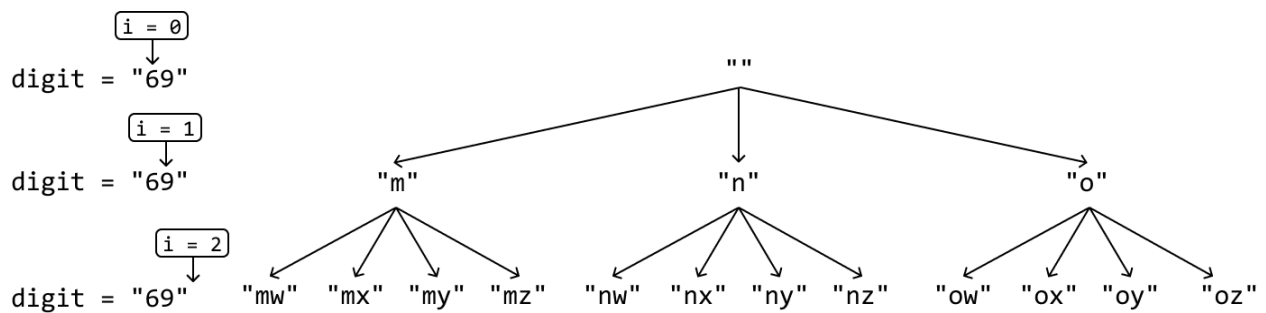 i = 0
digit = "69"
""
i = 1
digit = "69" "m" "n" "o"
i = 2
digit = "69" "mw" "mx" "my" "mz" "nw" "nx" "ny" "nz" "ow" "ox" "oy" "oz"